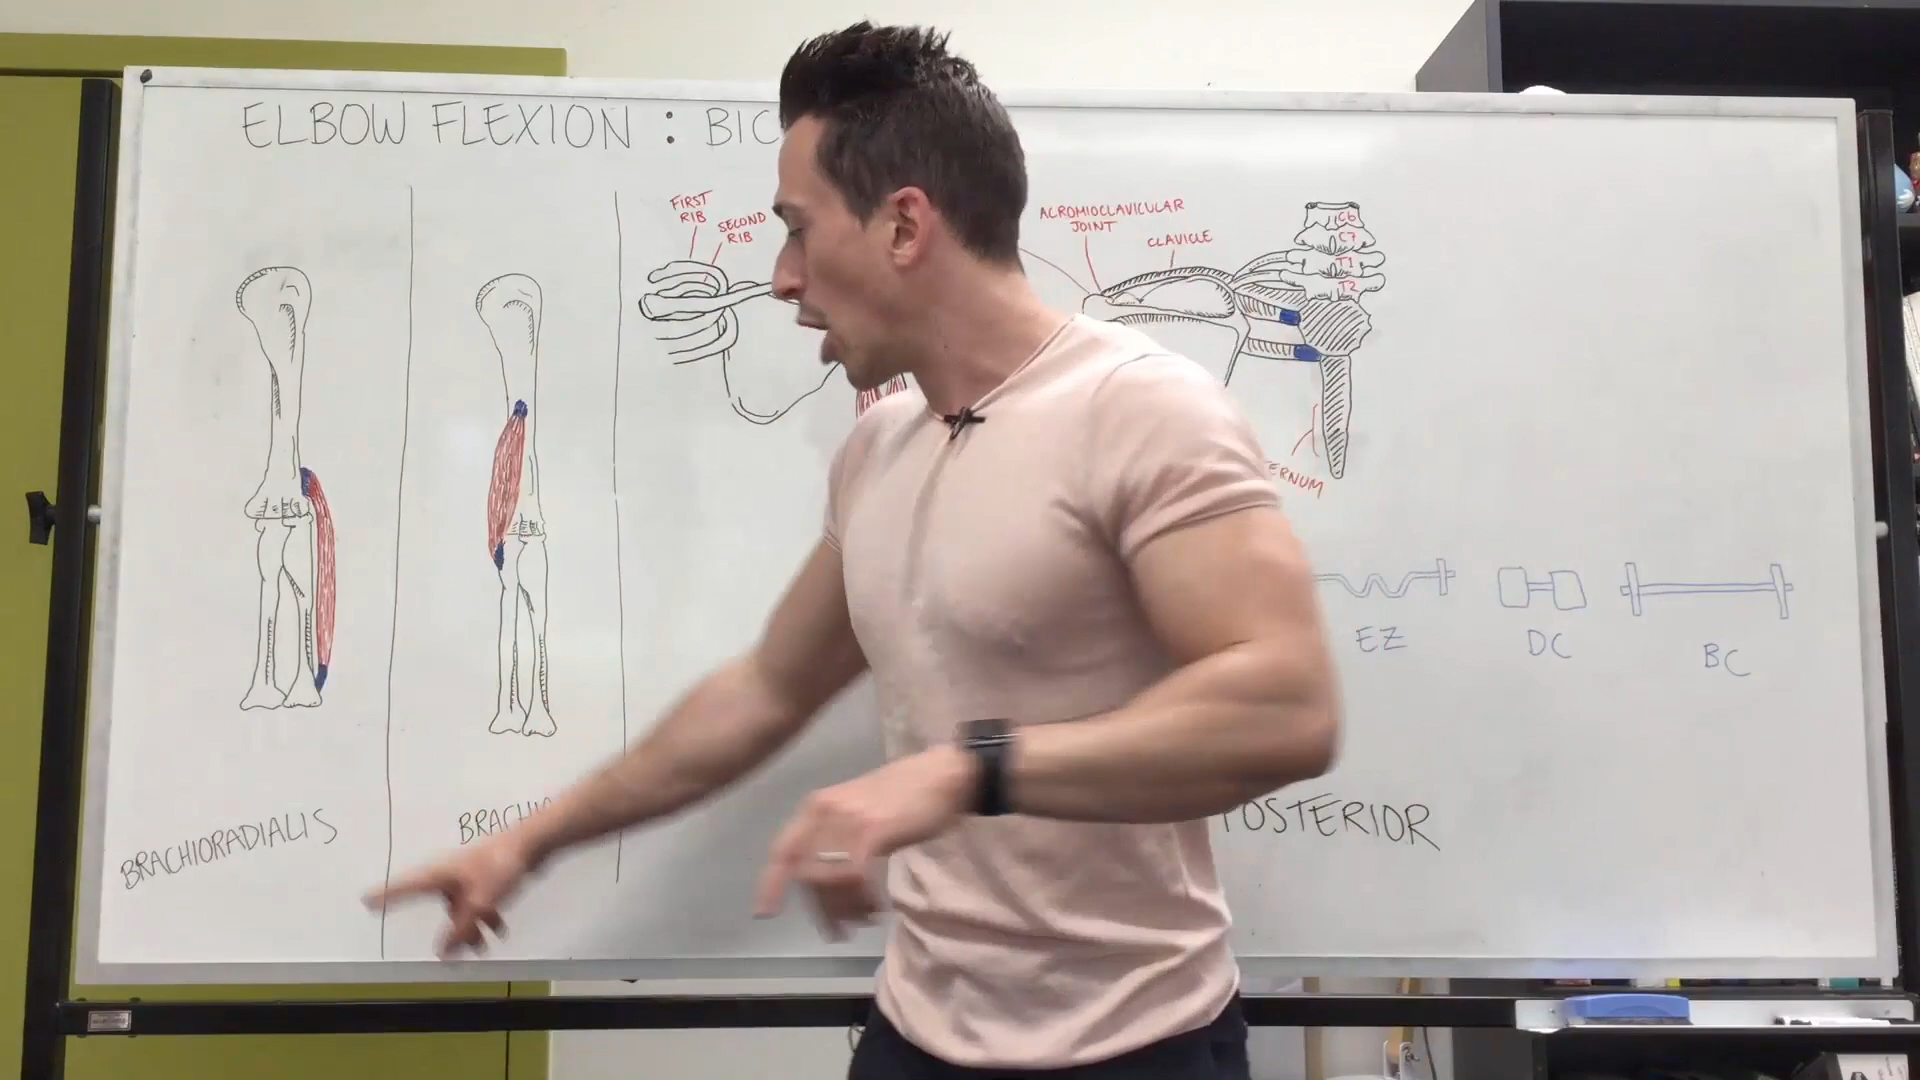 ELBOW FLEXION : BIC
FIRST
RIB
SECOND
RIB
ACROMIOCLAVICULAR
JOINT
CLAVICLE
C6
C7
T1
T2
ERNUM
EZ
DC
BC
BRACHIORADIALIS
BRACHI
POSTERIOR